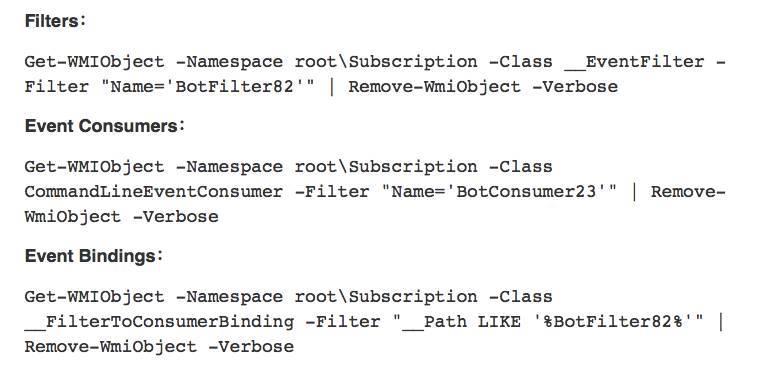 Filters:
Get-WMIObject -Namespace root\Subscription -Class __EventFilter -
Filter "Name='BotFilter82'" | Remove-WmiObject -Verbose
Event Consumers:
Get-WMIObject -Namespace root\Subscription -Class
CommandLineEventConsumer -Filter "Name='BotConsumer23'" | Remove-
WmiObject -Verbose
Event Bindings:
Get-WMIObject -Namespace root\Subscription -Class
__FilterToConsumerBinding -Filter "__Path LIKE '%BotFilter82%'" |
Remove-WmiObject -Verbose